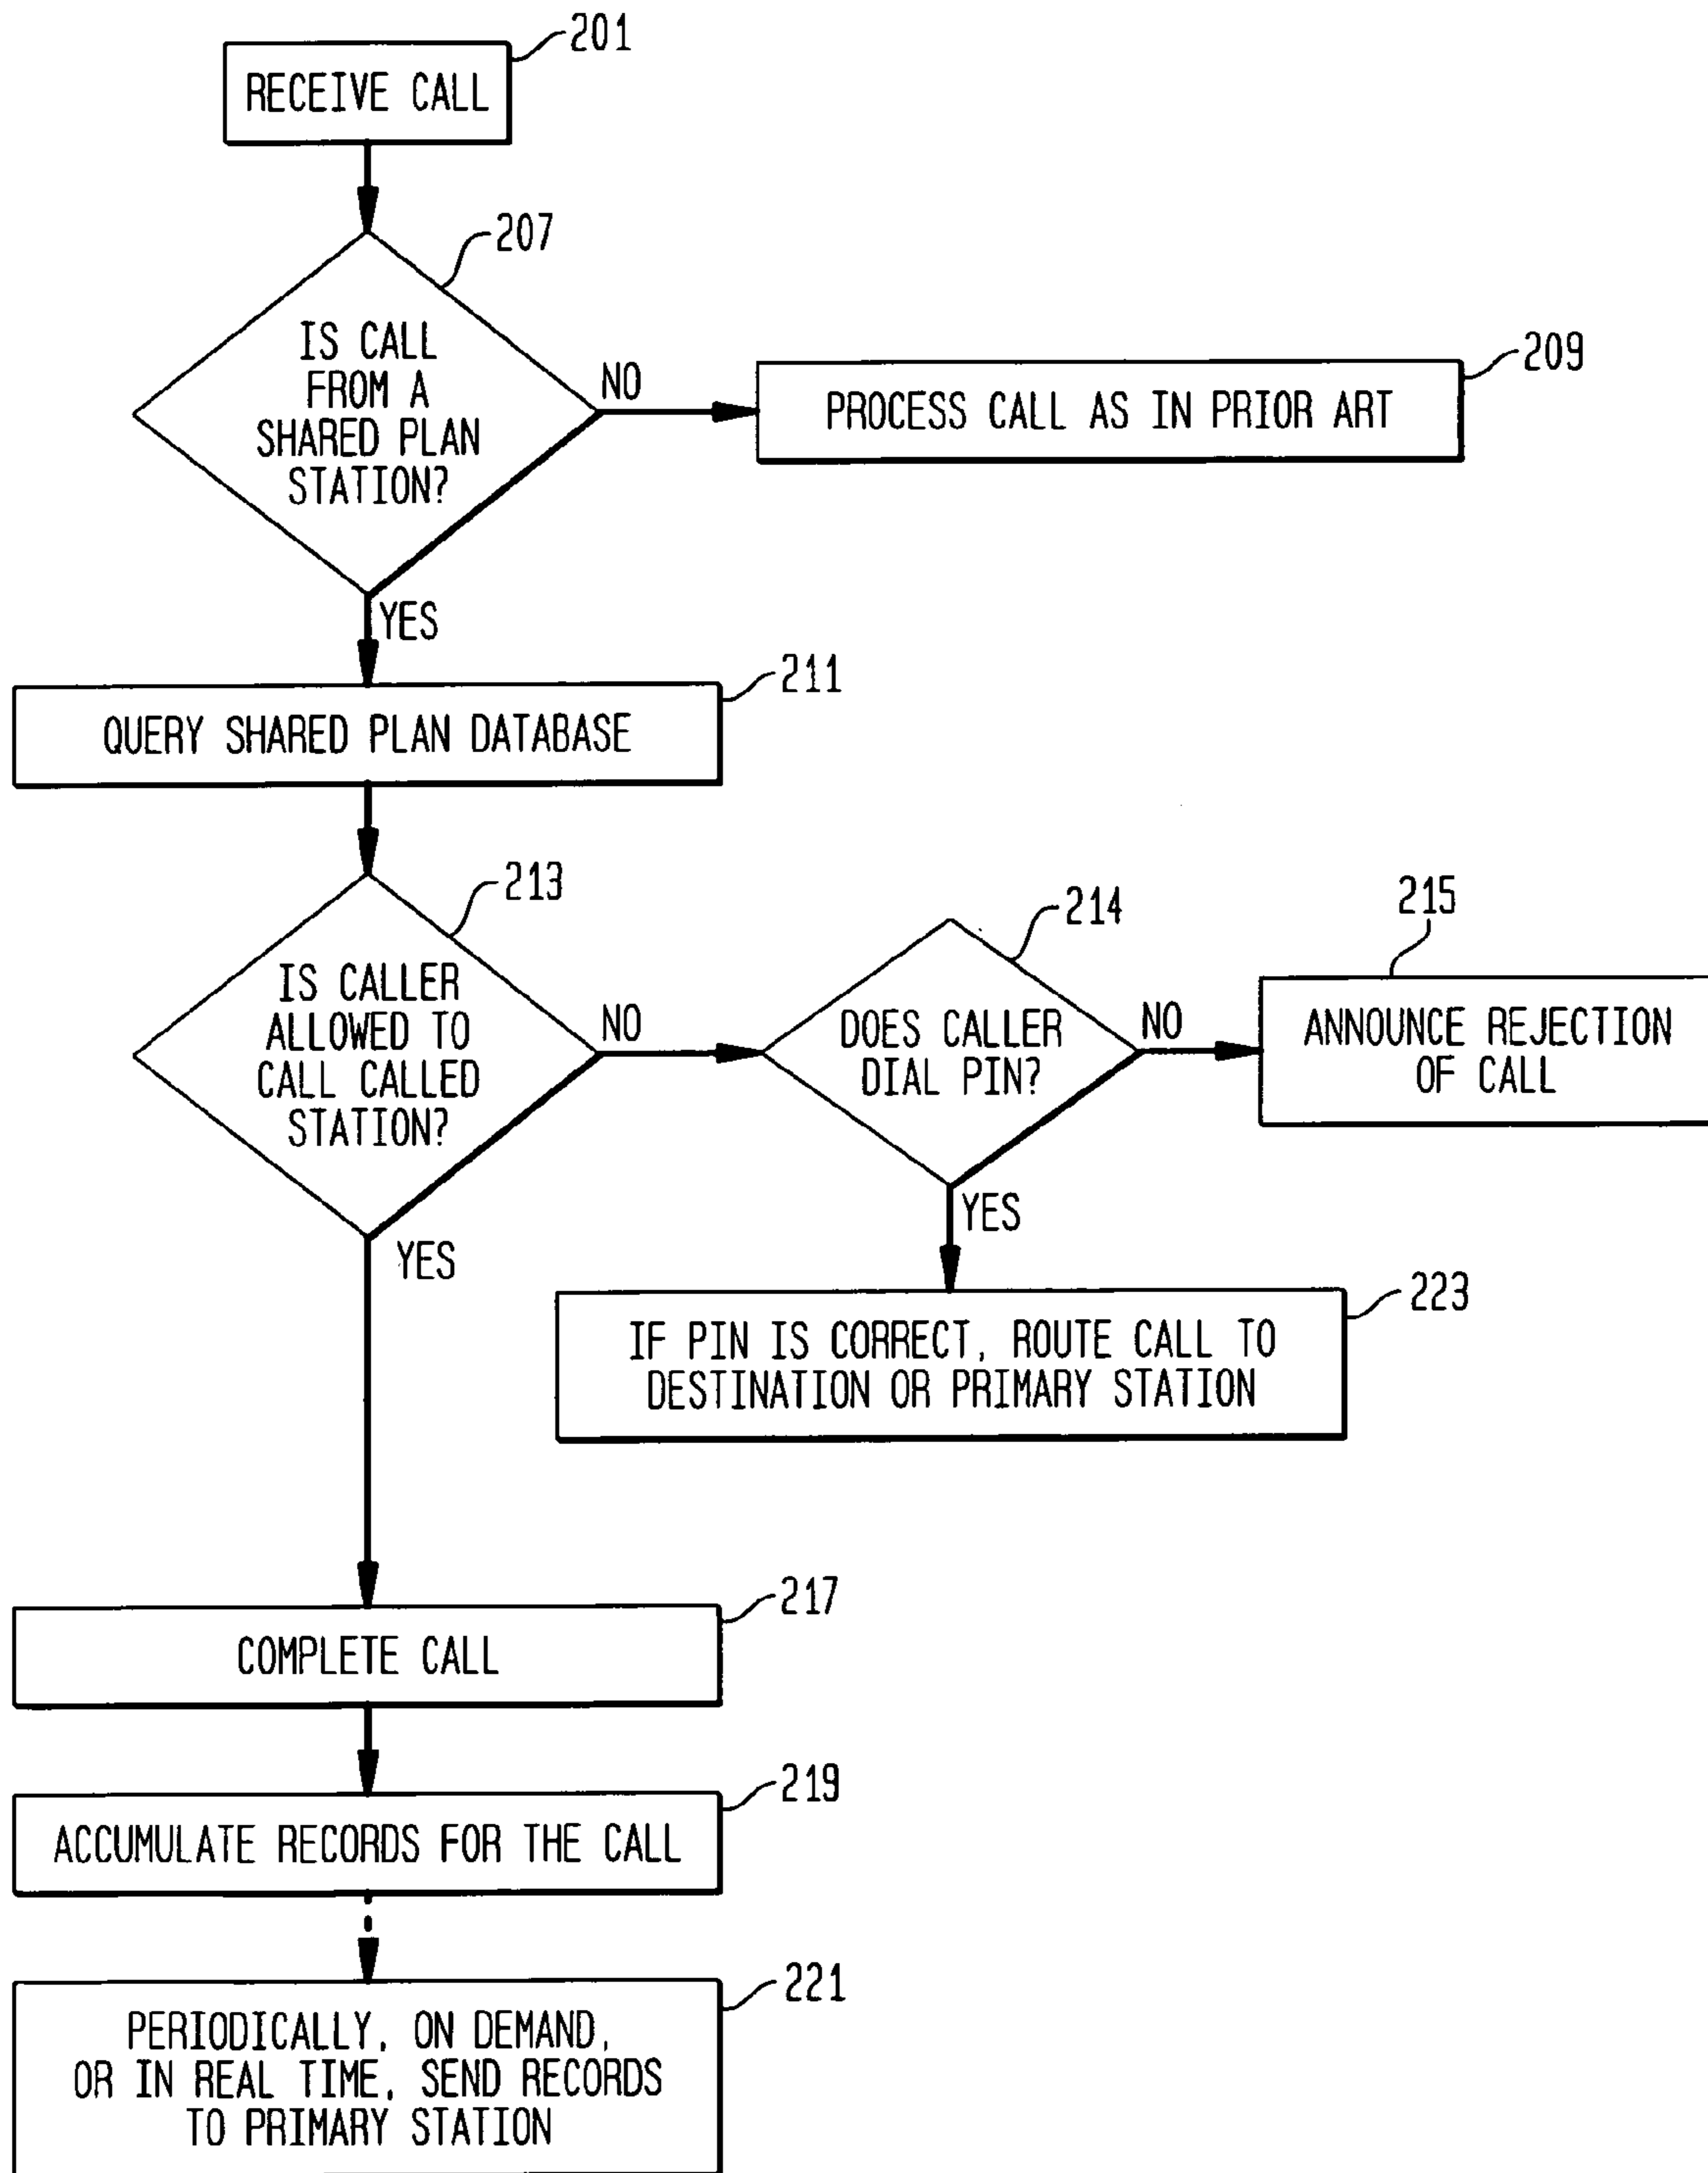 201
RECEIVE CALL
207
IS CALL
FROM A
SHARED PLAN
STATION?
NO
209
PROCESS CALL AS IN PRIOR ART
YES
211
QUERY SHARED PLAN DATABASE
213
IS CALLER
ALLOWED TO
CALL CALLED
STATION?
NO
214
DOES CALLER
DIAL PIN?
NO
215
ANNOUNCE REJECTION
OF CALL
YES
223
IF PIN IS CORRECT, ROUTE CALL TO
DESTINATION OR PRIMARY STATION
YES
217
COMPLETE CALL
219
ACCUMULATE RECORDS FOR THE CALL
221
PERIODICALLY, ON DEMAND,
OR IN REAL TIME, SEND RECORDS
TO PRIMARY STATION